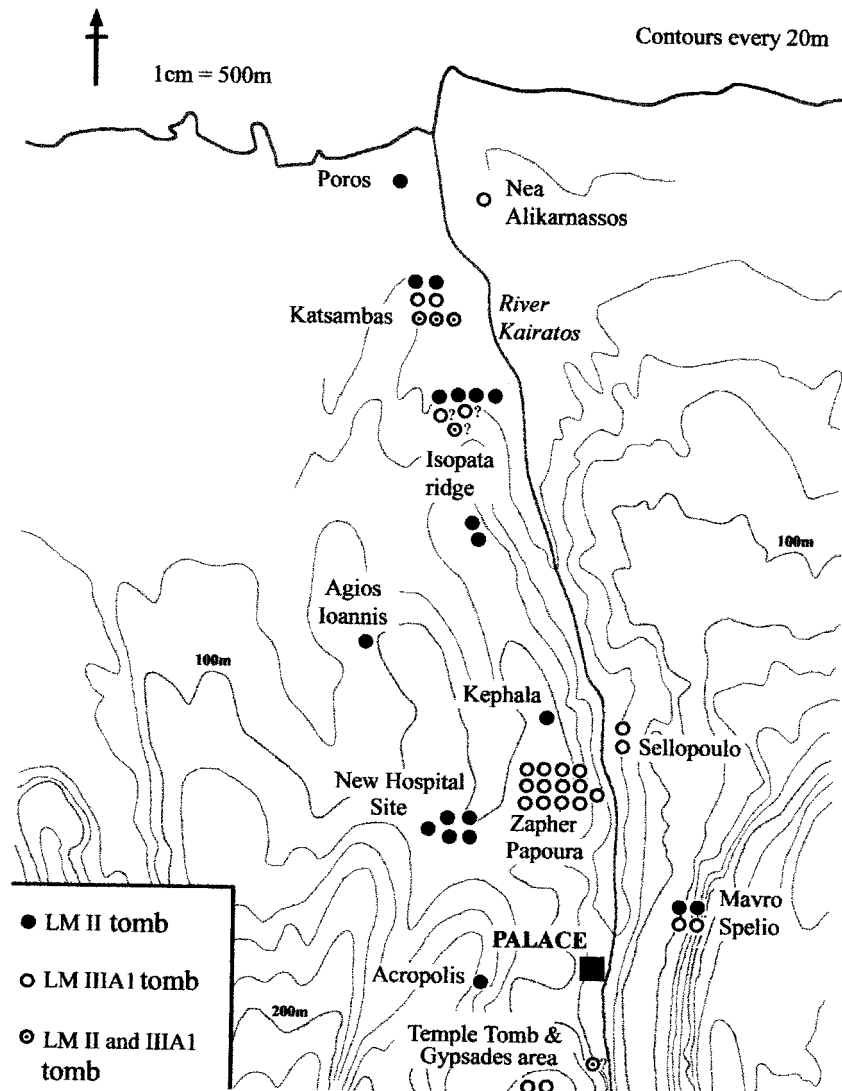 Contours every 20m
1cm = 500m
Poros
Nea
Alikarnassos
Katsambas
River
Kairatos
? ?
?
Isopata
ridge
100m
Agios
Ioannis
100m
Kephala
Sellopoulo
New Hospital
Site
Zapher
Papoura
Mavro
Spelio
LM II tomb
PALACE
LM IIIA1 tomb
Acropolis
200m
LM II and IIIA1
tomb
Temple Tomb &
Gypsades area
?